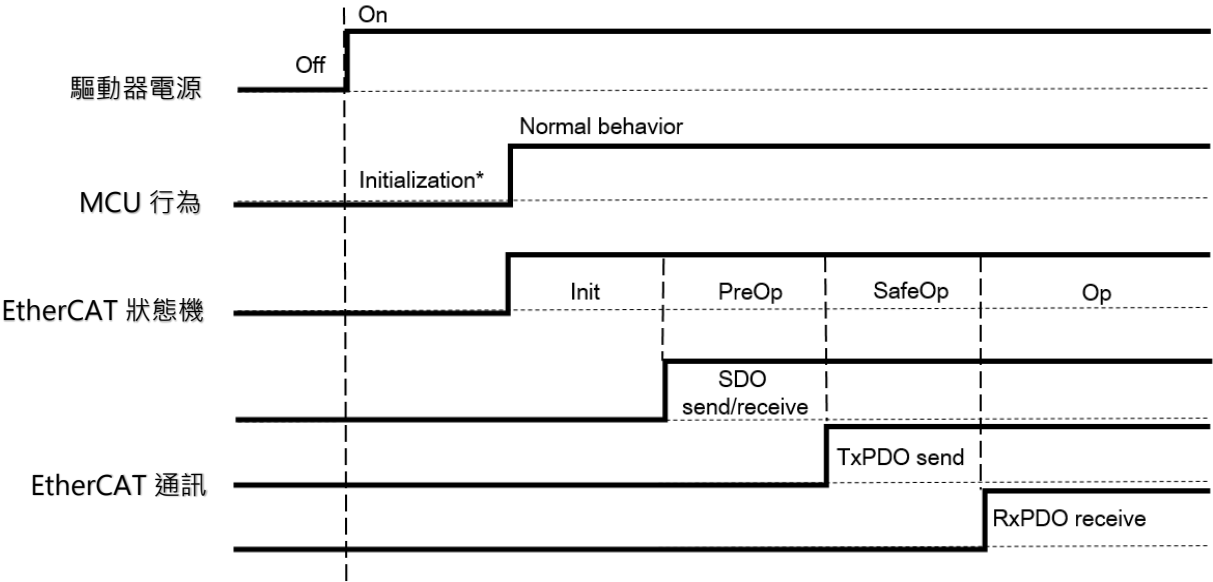 On
Off
驅動器電源
Normal behavior
Initialization*
MCU 行為
Init
PreOp
SafeOp
Op
EtherCAT 狀態機
SDO
send/receive
TxPDO send
EtherCAT 通訊
RxPDO receive